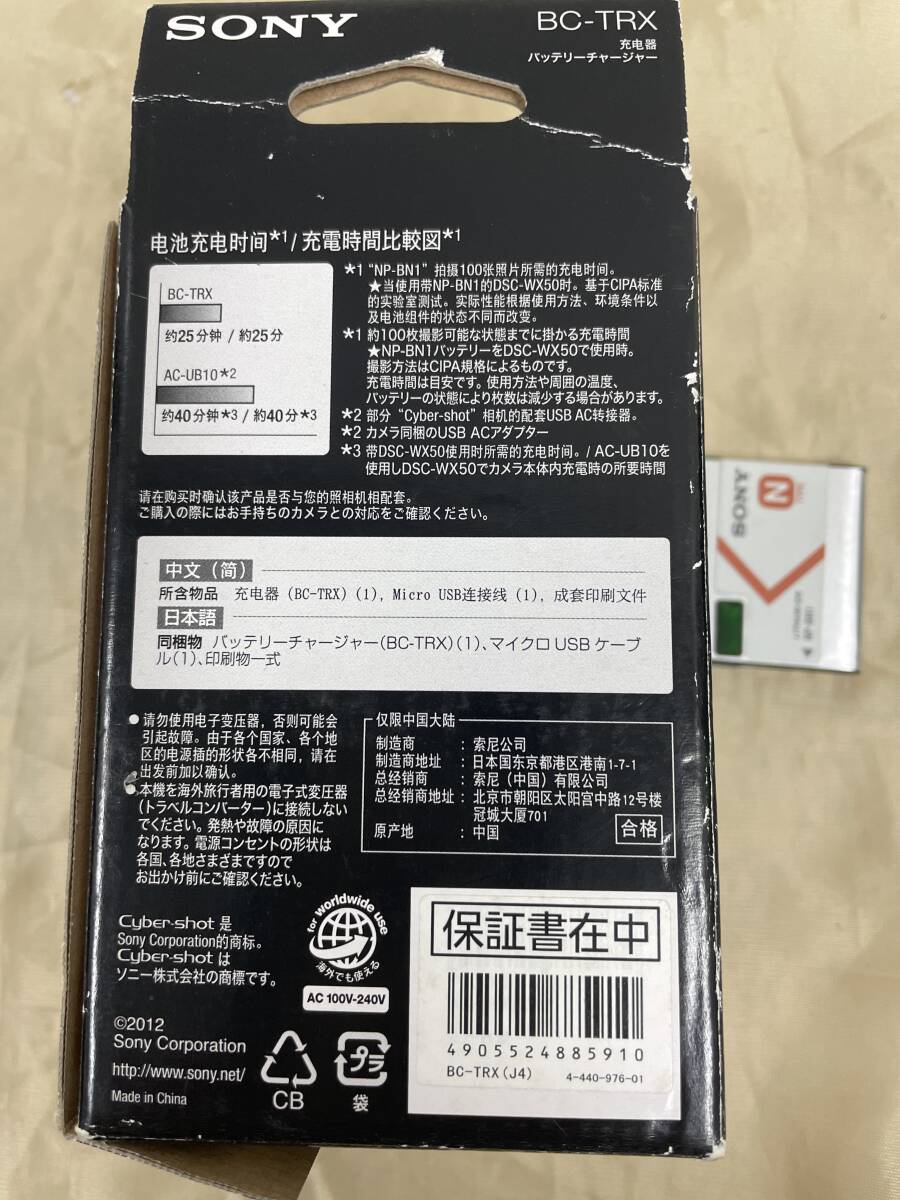 SONY
BC-TRX
充电器
バッテリーチャージャー
电池充电时间*1/充電時間比較図*1
BC-TRX
约25分钟 / 約25分
AC-UB10*2
约40分钟*3 / 約40分*3
*1 “NP-BN1” 拍摄100张照片所需的充电时间。
★当使用带NP-BN1的DSC-WX50时。基于CIPA标准
的实验室测试。实际性能根据使用方法、环境条件以
及电池组件的状态不同而改变。
*1 約100枚撮影可能な状態までに掛かる充電時間
★NP-BN1バッテリーをDSC-WX50で使用時。
撮影方法はCIPA規格によるものです。
充電時間は目安です。使用方法や周囲の温度、
バッテリーの状態により枚数は減少する場合があります。
*2 部分 “Cyber-shot” 相机的配套USB AC转接器。
*2 カメラ同梱のUSB ACアダプター
*3 带DSC-WX50使用时所需的充电时间。/ AC-UB10を
使用しDSC-WX50でカメラ本体内充電時の所要時間
请在购买时确认该产品是否与您的照相机相配套。
ご購入の際にはお手持ちのカメラとの対応をご確認ください。
中文（简）
所含物品 充电器 (BC-TRX) (1), Micro USB连接线 (1), 成套印刷文件
日本語
同梱物 バッテリーチャージャー(BC-TRX)(1)、マイクロ USB ケーブ
ル(1)、印刷物一式
●请勿使用电子变压器，否则可能会
引起故障。由于各个国家、各个地
区的电源插的形状各不相同，请在
出发前加以确认。
●本機を海外旅行者用の電子式変圧器
(トラベルコンバーター)に接続しない
でください。発熱や故障の原因に
なります。電源コンセントの形状は
各国、各地さまざまですので
お出かけ前にご確認ください。
仅限中国大陆
制造商 : 索尼公司
制造商地址 : 日本国东京都港区港南1-7-1
总经销商 : 索尼（中国）有限公司
总经销商地址 : 北京市朝阳区太阳宫中路12号楼
冠城大厦701
原产地 : 中国
合格
Cyber-shot 是
Sony Corporation的商标。
Cyber-shot は
ソニー株式会社の商標です。
for worldwide use
海外でも使える
AC 100V-240V
©2012
Sony Corporation
http://www.sony.net/
Made in China
CB
プラ
袋
保証書在中
4905524885910
BC-TRX(J4)
4-440-976-01
N
SONY